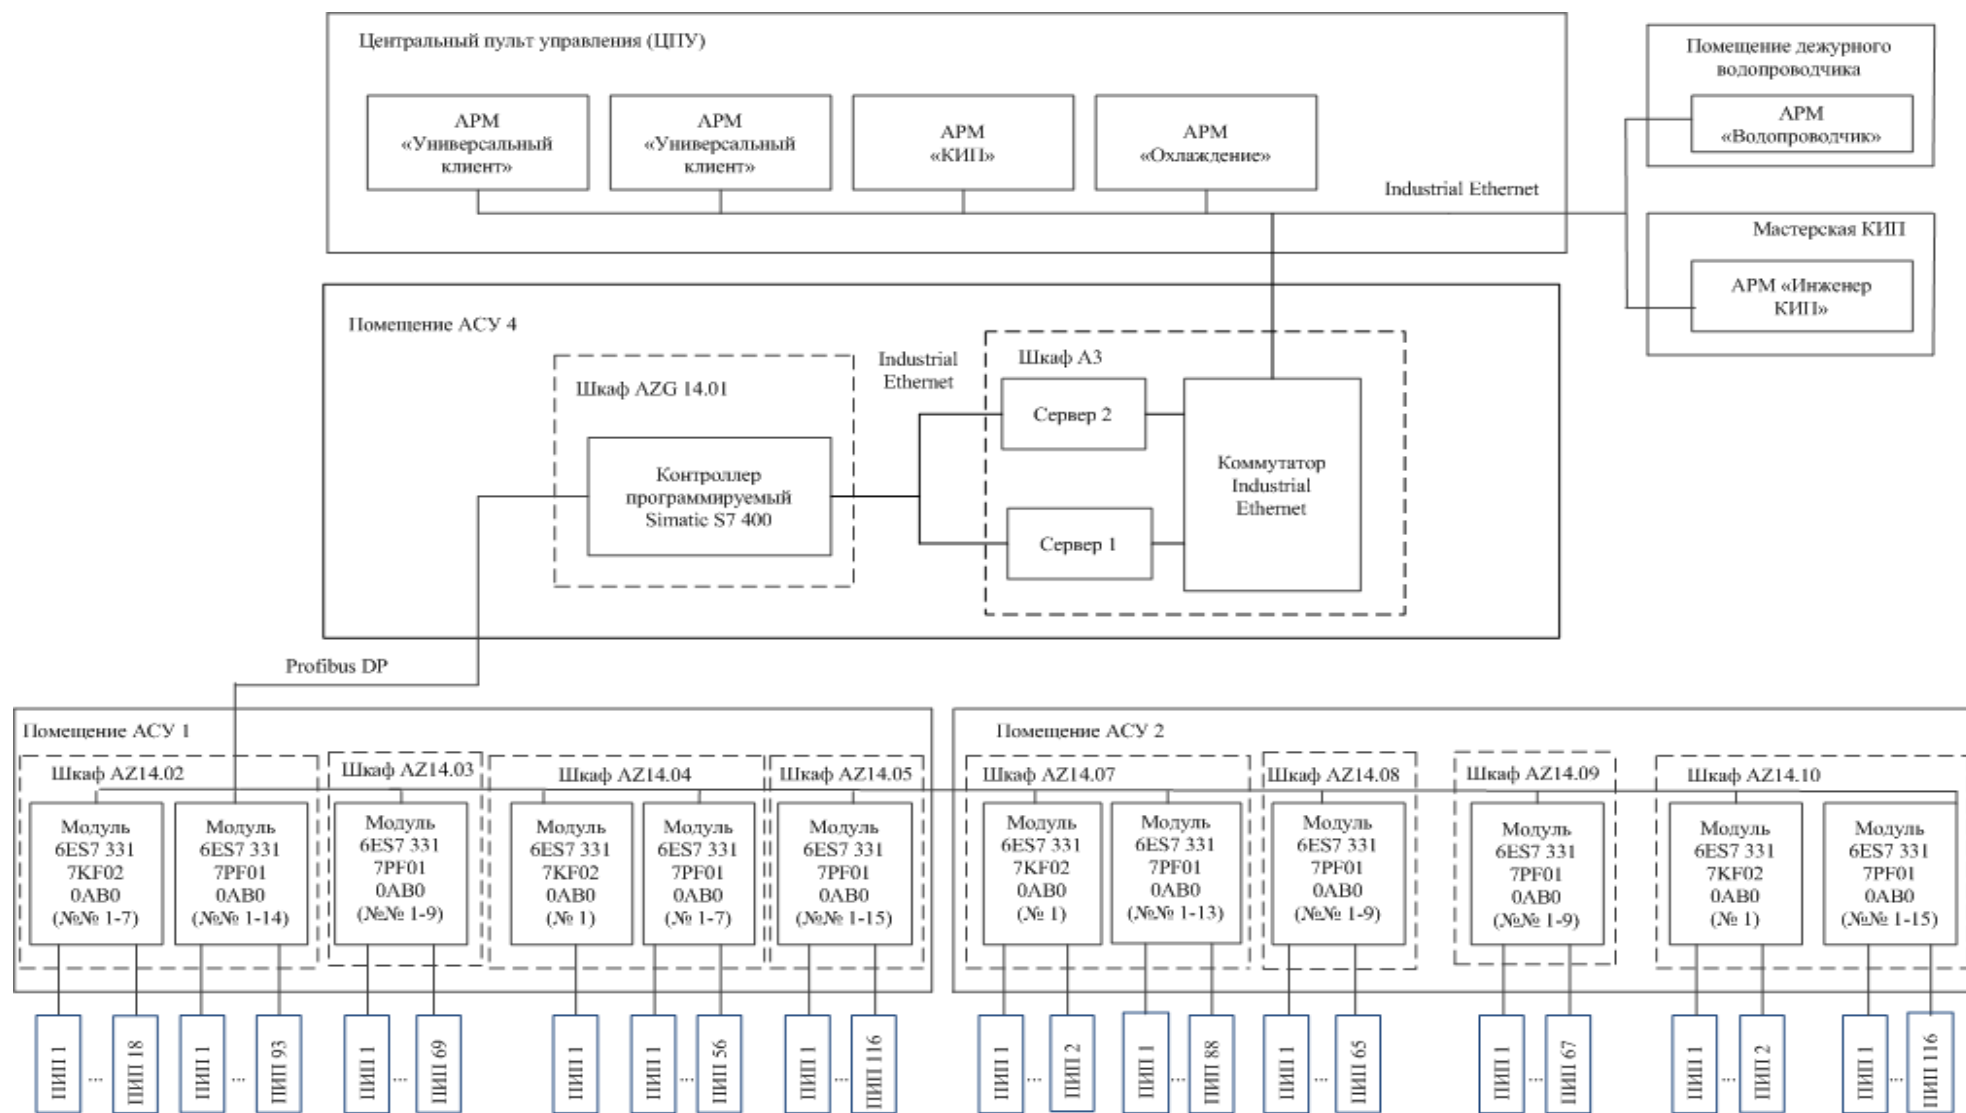 Центральный пульт управления (ЦПУ)
АРМ
«Универсальный
клиент»
АРМ
«Универсальный
клиент»
АРМ
«КИП»
АРМ
«Охлаждение»
Industrial Ethernet
Помещение дежурного
водопроводчика
АРМ
«Водопроводчик»
Мастерская КИП
АРМ «Инженер
КИП»
Помещение АСУ 4
Шкаф AZG 14.01
Контроллер
программируемый
Simatic S7 400
Industrial
Ethernet
Шкаф А3
Сервер 2
Сервер 1
Коммутатор
Industrial
Ethernet
Profibus DP
Помещение АСУ 1
Шкаф AZ14.02
Модуль
6ES7 331
7KF02
0AB0
(№№ 1-7)
Модуль
6ES7 331
7PF01
0AB0
(№№ 1-14)
Шкаф AZ14.03
Модуль
6ES7 331
7PF01
0AB0
(№№ 1-9)
Шкаф AZ14.04
Модуль
6ES7 331
7KF02
0AB0
(№ 1)
Модуль
6ES7 331
7PF01
0AB0
(№ 1-7)
Шкаф AZ14.05
Модуль
6ES7 331
7PF01
0AB0
(№№ 1-15)
Помещение АСУ 2
Шкаф AZ14.07
Модуль
6ES7 331
7KF02
0AB0
(№ 1)
Модуль
6ES7 331
7PF01
0AB0
(№№ 1-13)
Шкаф AZ14.08
Модуль
6ES7 331
7PF01
0AB0
(№№ 1-9)
Шкаф AZ14.09
Модуль
6ES7 331
7PF01
0AB0
(№№ 1-9)
Шкаф AZ14.10
Модуль
6ES7 331
7KF02
0AB0
(№ 1)
Модуль
6ES7 331
7PF01
0AB0
(№№ 1-15)
ПИП 1
...
ПИП 18
ПИП 1
...
ПИП 93
ПИП 1
...
ПИП 69
ПИП 1
ПИП 1
...
ПИП 56
ПИП 1
...
ПИП 116
ПИП 1
...
ПИП 2
ПИП 1
...
ПИП 88
ПИП 1
...
ПИП 65
ПИП 1
...
ПИП 67
ПИП 1
...
ПИП 2
ПИП 1
...
ПИП 116